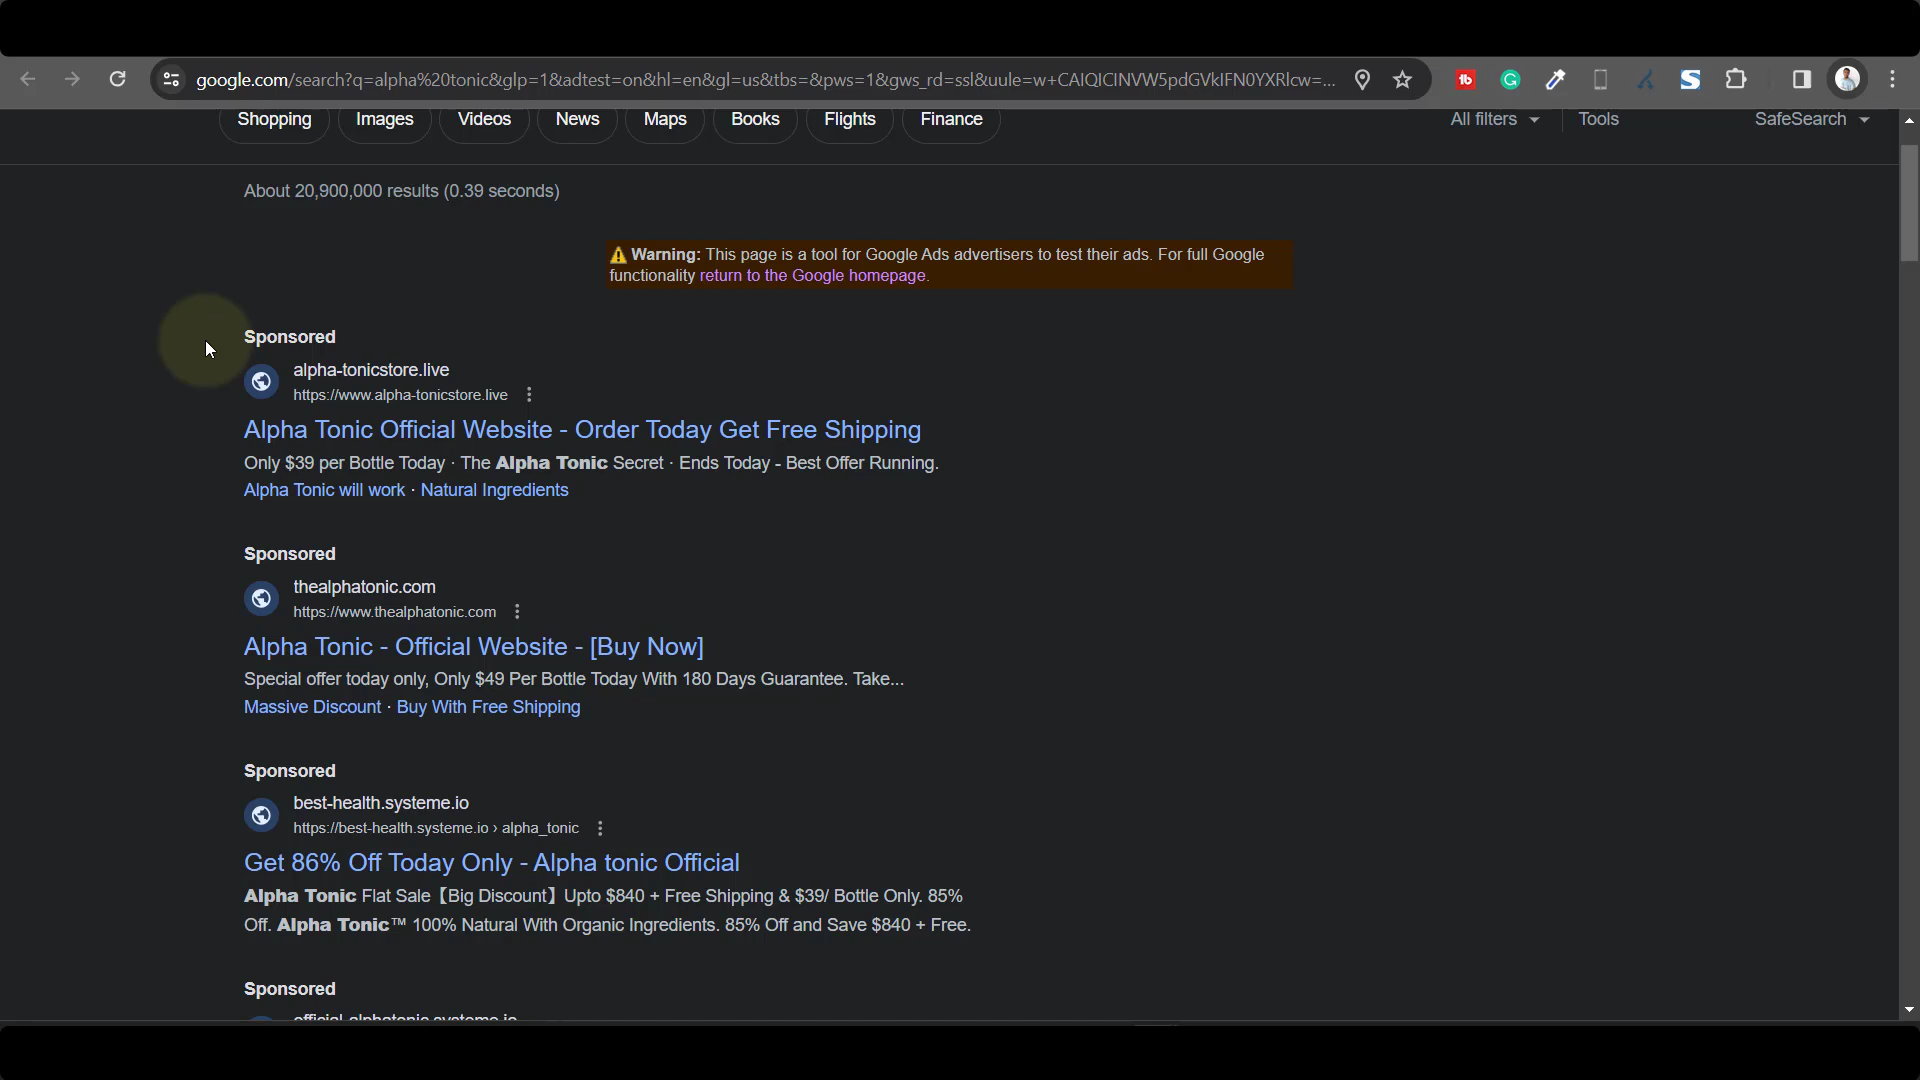 google.com/search?q=alpha%20tonic&glp=1&adtest=on&hl=en&gl=us&tbs=&pws=1&gws_rd=ssl&uule=w+CAIQICINVW5pdGVkIFN0YXRlcw=...
Shopping Images Videos News Maps Books Flights Finance All filters Tools SafeSearch
About 20,900,000 results (0.39 seconds)
Warning: This page is a tool for Google Ads advertisers to test their ads. For full Google
functionality return to the Google homepage.
Sponsored
alpha-tonicstore.live
https://www.alpha-tonicstore.live
Alpha Tonic Official Website - Order Today Get Free Shipping
Only $39 per Bottle Today · The Alpha Tonic Secret · Ends Today - Best Offer Running.
Alpha Tonic will work · Natural Ingredients
Sponsored
thealphatonic.com
https://www.thealphatonic.com
Alpha Tonic - Official Website - [Buy Now]
Special offer today only, Only $49 Per Bottle Today With 180 Days Guarantee. Take...
Massive Discount · Buy With Free Shipping
Sponsored
best-health.systeme.io
https://best-health.systeme.io › alpha_tonic
Get 86% Off Today Only - Alpha tonic Official
Alpha Tonic Flat Sale【Big Discount】Upto $840 + Free Shipping & $39/ Bottle Only. 85%
Off. Alpha Tonic™ 100% Natural With Organic Ingredients. 85% Off and Save $840 + Free.
Sponsored
official-alphatonic.systeme.io